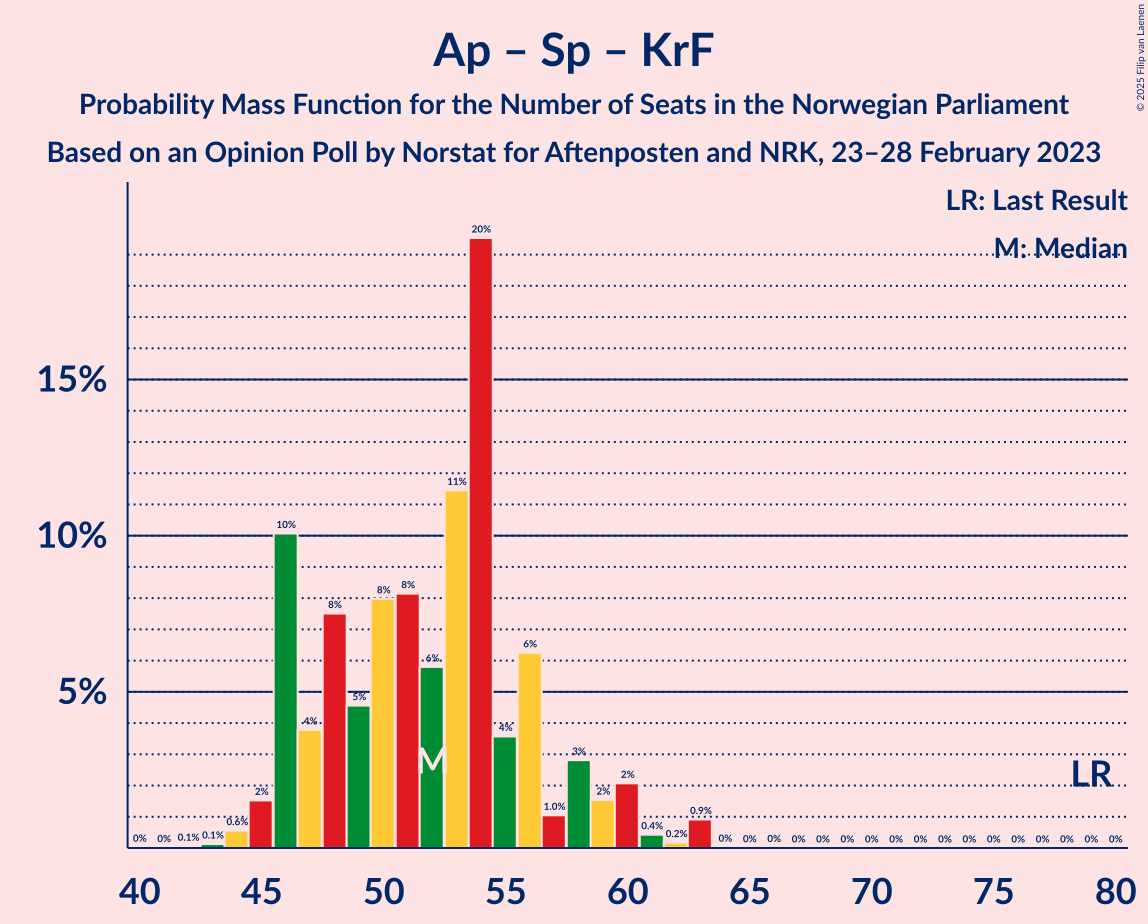 Ap – Sp – KrF
Probability Mass Function for the Number of Seats in the Norwegian Parliament
Based on an Opinion Poll by Norstat for Aftenposten and NRK, 23–28 February 2023
© 2025 Filip van Laenen
LR: Last Result
M: Median
15%
10%
5%
0% 0% 0.1% 0.1% 0.6% 2% 10% 4% 8% 5% 8% 8% 6% 11% 20% 4% 6% 1.0% 3% 2% 2% 0.4% 0.2% 0.9% 0% 0% 0% 0% 0% 0% 0% 0% 0% 0% 0% 0% 0% 0% 0% 0% 0%
M
LR
40 45 50 55 60 65 70 75 80